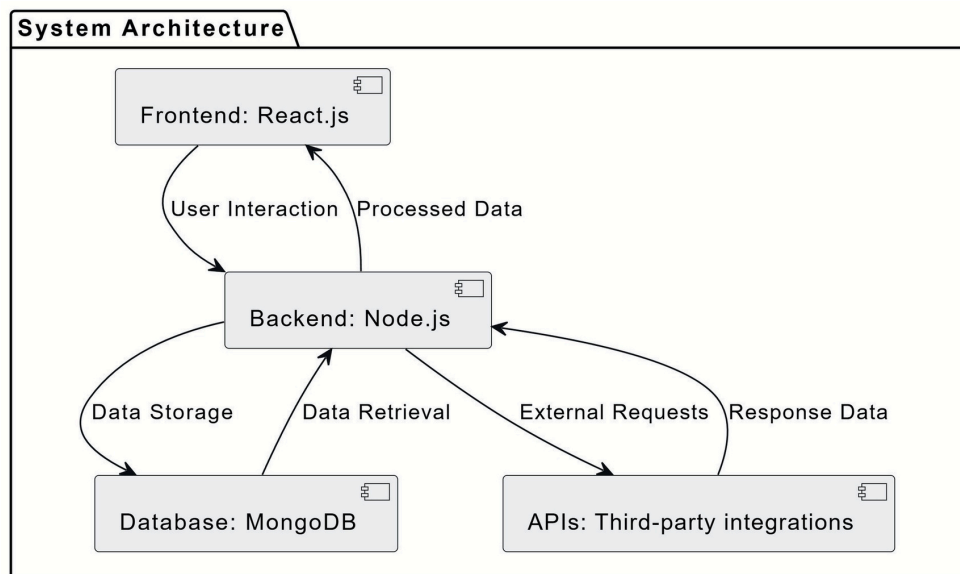 System Architecture
Frontend: React.js
User Interaction
Processed Data
Backend: Node.js
Data Storage
Data Retrieval
External Requests
Response Data
Database: MongoDB
APIs: Third-party integrations